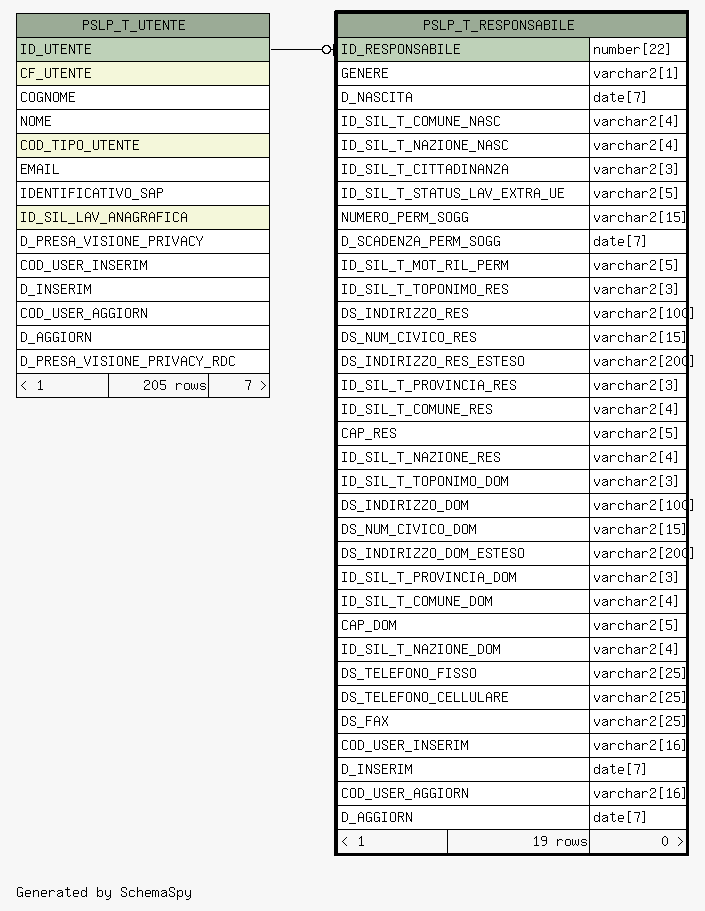 PSLP_T_UTENTE
ID_UTENTE
CF_UTENTE
COGNOME
NOME
COD_TIPO_UTENTE
EMAIL
IDENTIFICATIVO_SAP
ID_SIL_LAV_ANAGRAFICA
D_PRESA_VISIONE_PRIVACY
COD_USER_INSERIM
D_INSERIM
COD_USER_AGGIORN
D_AGGIORN
D_PRESA_VISIONE_PRIVACY_RDC
< 1 205 rows 7 >
PSLP_T_RESPONSABILE
ID_RESPONSABILE number[22]
GENERE varchar2[1]
D_NASCITA date[7]
ID_SIL_T_COMUNE_NASC varchar2[4]
ID_SIL_T_NAZIONE_NASC varchar2[4]
ID_SIL_T_CITTADINANZA varchar2[3]
ID_SIL_T_STATUS_LAV_EXTRA_UE varchar2[5]
NUMERO_PERM_SOGG varchar2[15]
D_SCADENZA_PERM_SOGG date[7]
ID_SIL_T_MOT_RIL_PERM varchar2[5]
ID_SIL_T_TOPONIMO_RES varchar2[3]
DS_INDIRIZZO_RES varchar2[100]
DS_NUM_CIVICO_RES varchar2[15]
DS_INDIRIZZO_RES_ESTESO varchar2[200]
ID_SIL_T_PROVINCIA_RES varchar2[3]
ID_SIL_T_COMUNE_RES varchar2[4]
CAP_RES varchar2[5]
ID_SIL_T_NAZIONE_RES varchar2[4]
ID_SIL_T_TOPONIMO_DOM varchar2[3]
DS_INDIRIZZO_DOM varchar2[100]
DS_NUM_CIVICO_DOM varchar2[15]
DS_INDIRIZZO_DOM_ESTESO varchar2[200]
ID_SIL_T_PROVINCIA_DOM varchar2[3]
ID_SIL_T_COMUNE_DOM varchar2[4]
CAP_DOM varchar2[5]
ID_SIL_T_NAZIONE_DOM varchar2[4]
DS_TELEFONO_FISSO varchar2[25]
DS_TELEFONO_CELLULARE varchar2[25]
DS_FAX varchar2[25]
COD_USER_INSERIM varchar2[16]
D_INSERIM date[7]
COD_USER_AGGIORN varchar2[16]
D_AGGIORN date[7]
< 1 19 rows 0 >
Generated by SchemaSpy